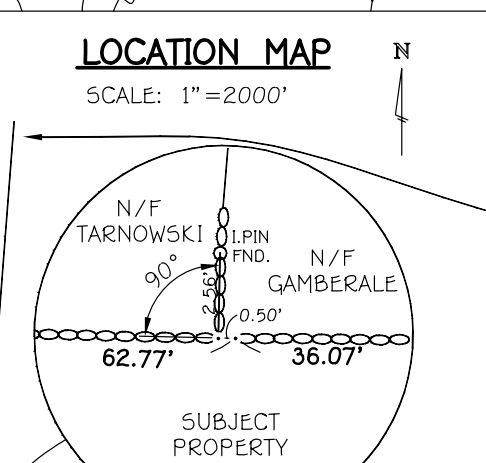 LOCATION MAP
N
SCALE: 1"=2000'
N/F
TARNOWSKI
I.PIN
FND.
N/F
GAMBERALE
90°
2.56'
0.50'
62.77'
36.07'
SUBJECT
PROPERTY